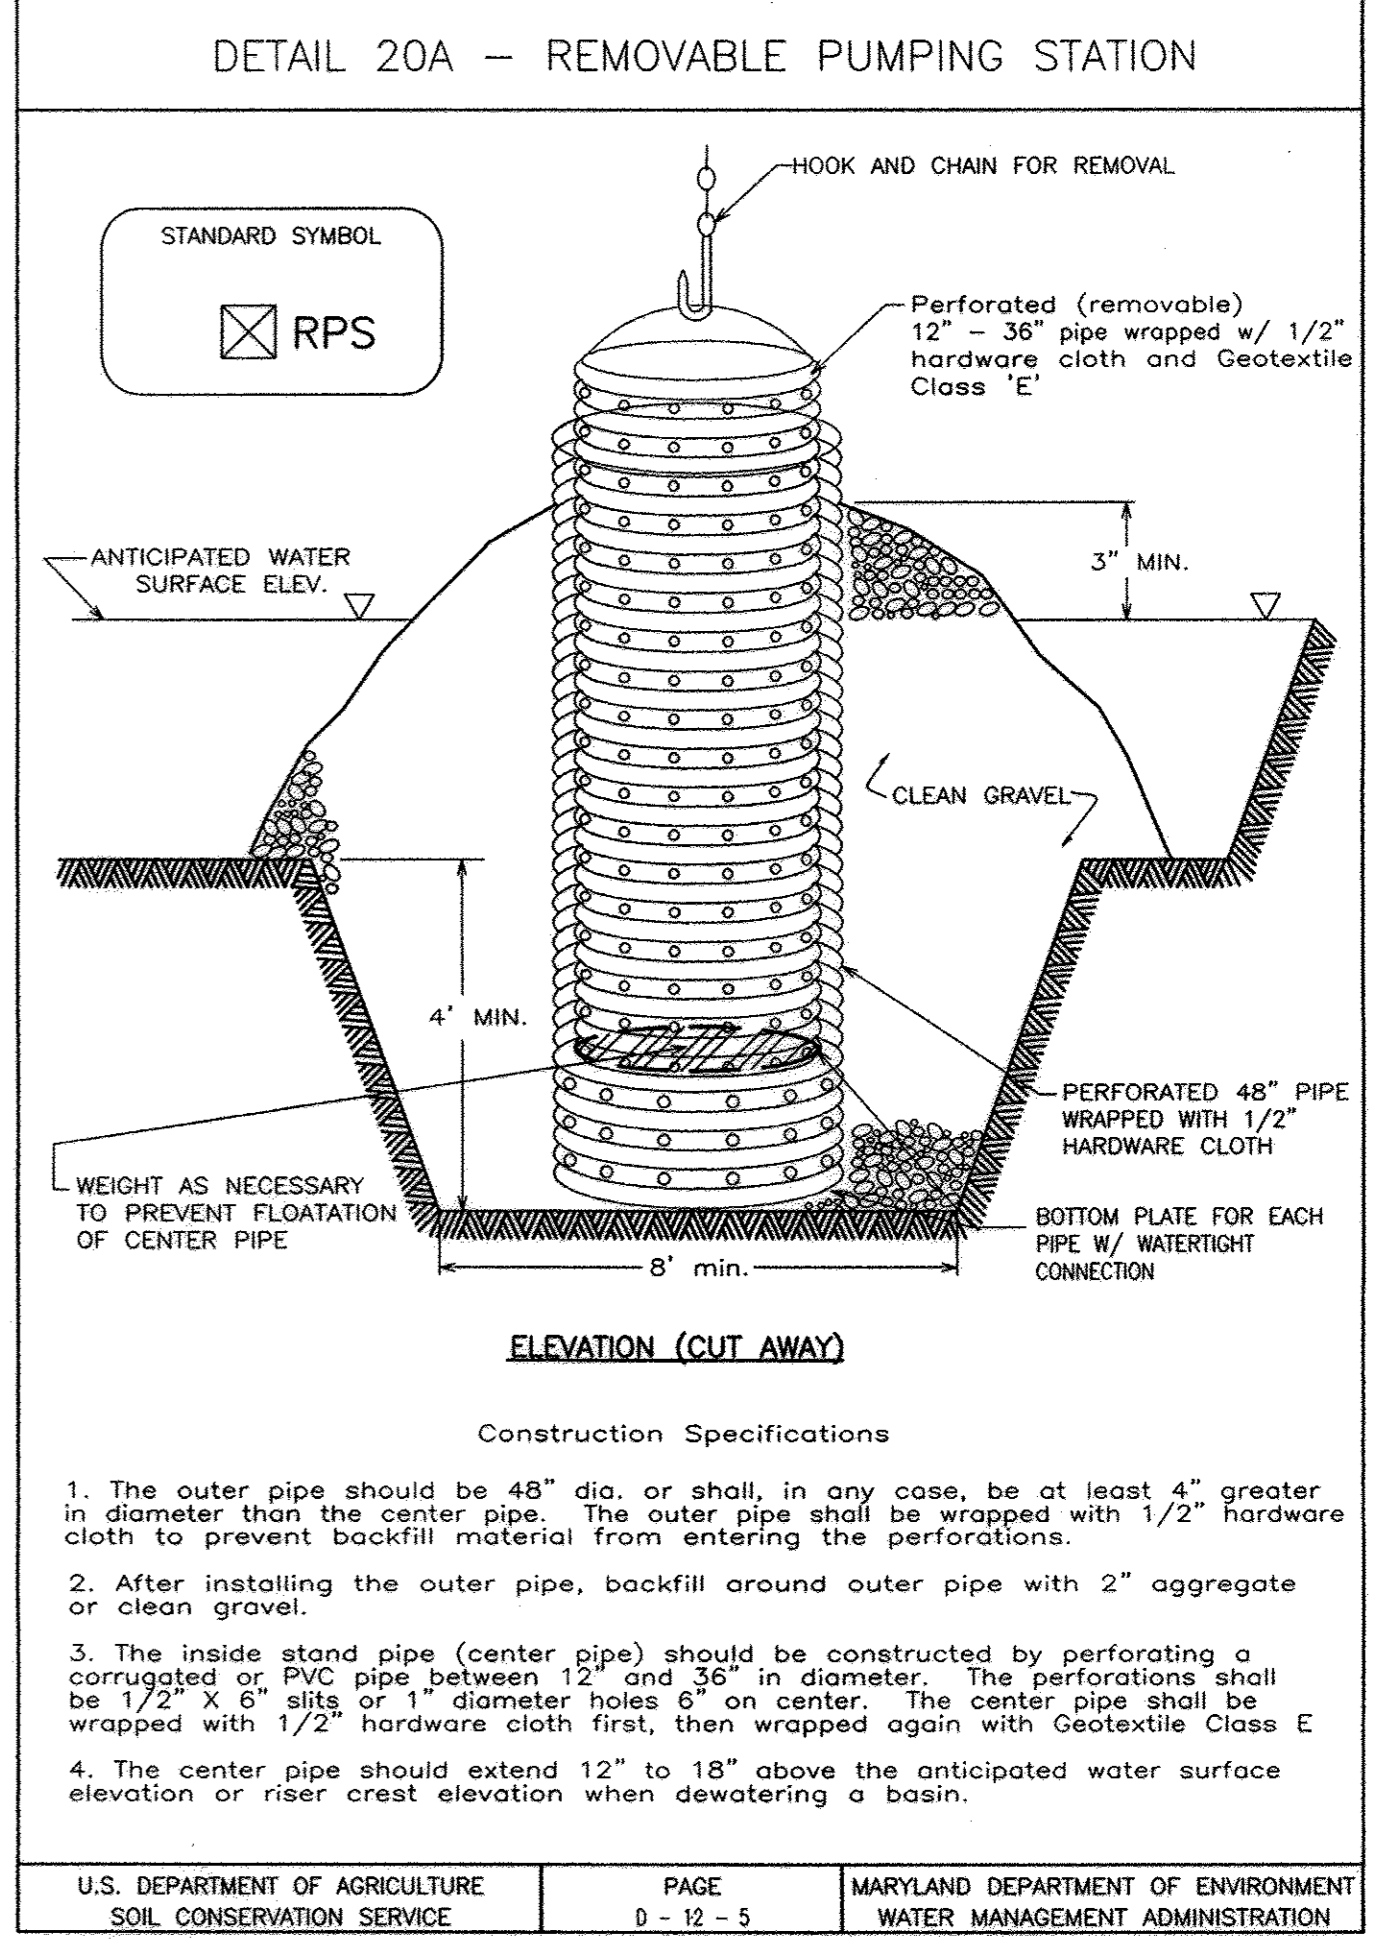 DETAIL 20A – REMOVABLE PUMPING STATION
HOOK AND CHAIN FOR REMOVAL
STANDARD SYMBOL
RPS
Perforated (removable)
12" – 36" pipe wrapped w/ 1/2"
hardware cloth and Geotextile
Class 'E'
ANTICIPATED WATER
SURFACE ELEV.
3" MIN.
CLEAN GRAVEL
4' MIN.
PERFORATED 48" PIPE
WRAPPED WITH 1/2"
HARDWARE CLOTH
WEIGHT AS NECESSARY
TO PREVENT FLOATATION
OF CENTER PIPE
BOTTOM PLATE FOR EACH
PIPE W/ WATERTIGHT
CONNECTION
8' min.
ELEVATION (CUT AWAY)
Construction Specifications
1. The outer pipe should be 48" dia. or shall, in any case, be at least 4" greater
in diameter than the center pipe. The outer pipe shall be wrapped with 1/2" hardware
cloth to prevent backfill material from entering the perforations.
2. After installing the outer pipe, backfill around outer pipe with 2" aggregate
or clean gravel.
3. The inside stand pipe (center pipe) should be constructed by perforating a
corrugated or PVC pipe between 12" and 36" in diameter. The perforations shall
be 1/2" X 6" slits or 1" diameter holes 6" on center. The center pipe shall be
wrapped with 1/2" hardware cloth first, then wrapped again with Geotextile Class E
4. The center pipe should extend 12" to 18" above the anticipated water surface
elevation or riser crest elevation when dewatering a basin.
U.S. DEPARTMENT OF AGRICULTURE
SOIL CONSERVATION SERVICE
PAGE
D – 12 – 5
MARYLAND DEPARTMENT OF ENVIRONMENT
WATER MANAGEMENT ADMINISTRATION